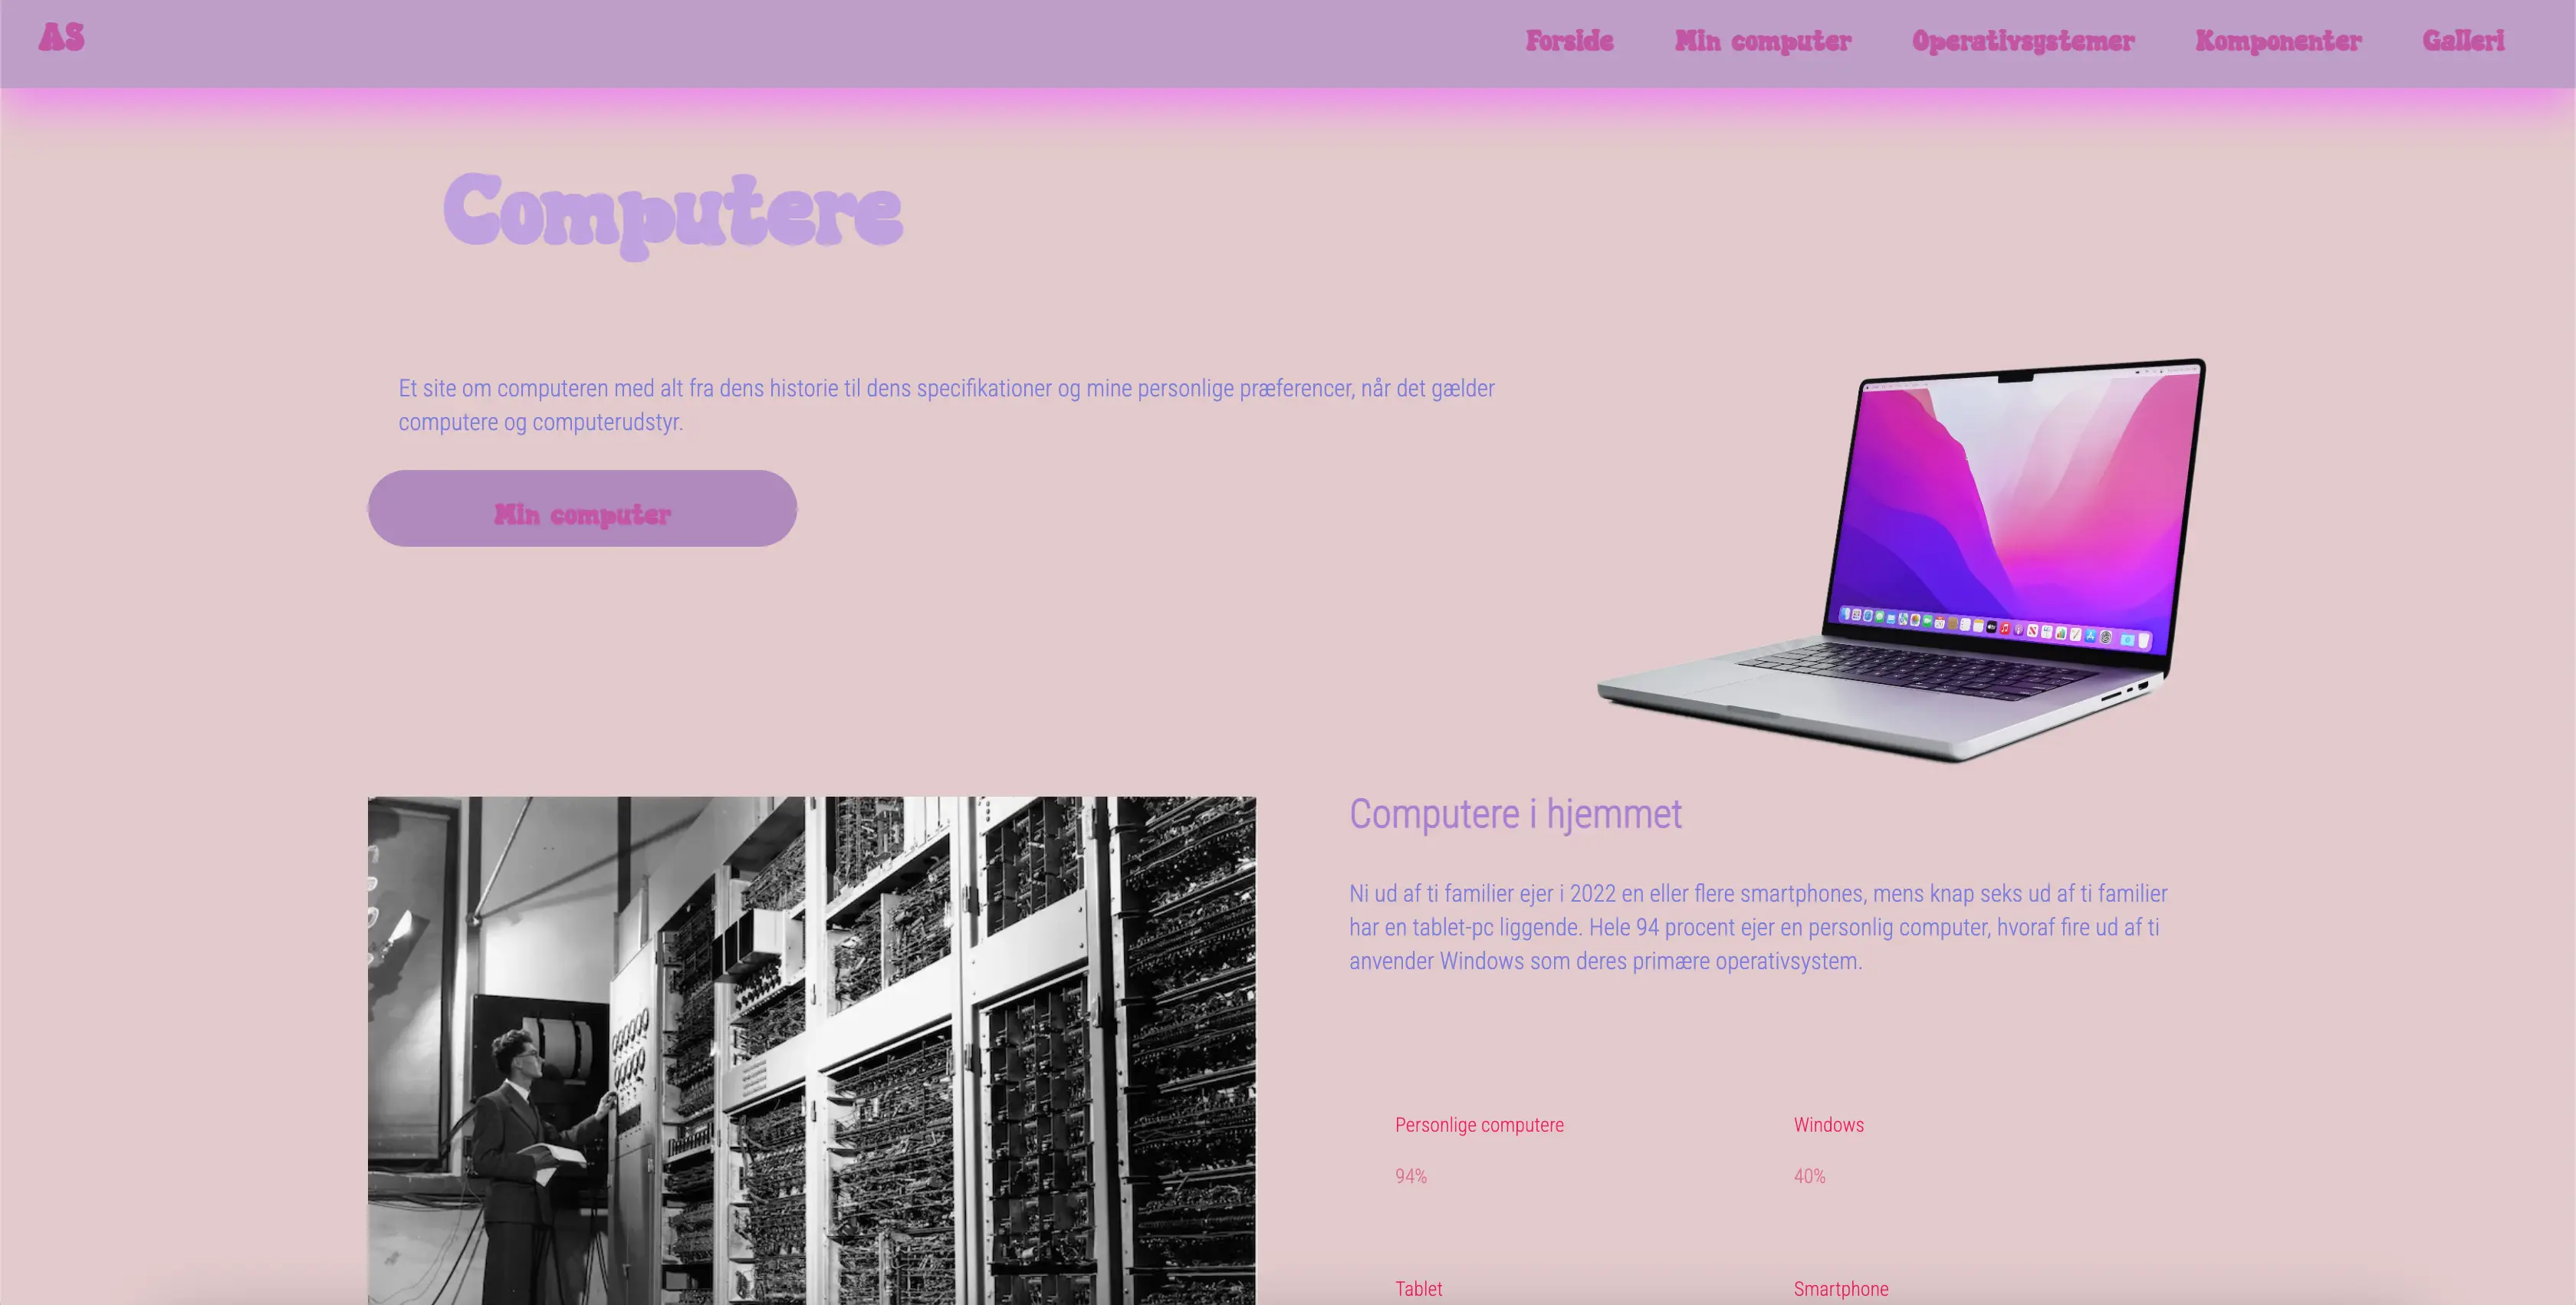 AS
Forside
Min computer
Operativsystemer
Komponenter
Galleri
Computere
Et site om computeren med alt fra dens historie til dens specifikationer og mine personlige præferencer, når det gælder
computere og computerudstyr.
Min computer
Computere i hjemmet
Ni ud af ti familier ejer i 2022 en eller flere smartphones, mens knap seks ud af ti familier
har en tablet-pc liggende. Hele 94 procent ejer en personlig computer, hvoraf fire ud af ti
anvender Windows som deres primære operativsystem.
Personlige computere
Windows
94%
40%
Tablet
Smartphone